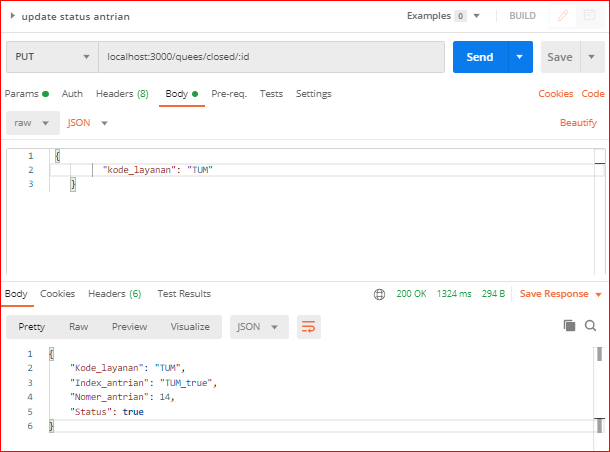 update status antrian Examples 0 BUILD
PUT localhost:3000/quees/closed/:id Send Save
Params Auth Headers (8) Body Pre-req. Tests Settings Cookies Code
raw JSON Beautify
1 {
2 "kode_layanan": "TUM"
3 }
Body Cookies Headers (6) Test Results 200 OK 1324 ms 294 B Save Response
Pretty Raw Preview Visualize JSON
1 {
2 "Kode_layanan": "TUM",
3 "Index_antrian": "TUM_true",
4 "Nomer_antrian": 14,
5 "Status": true
6 }